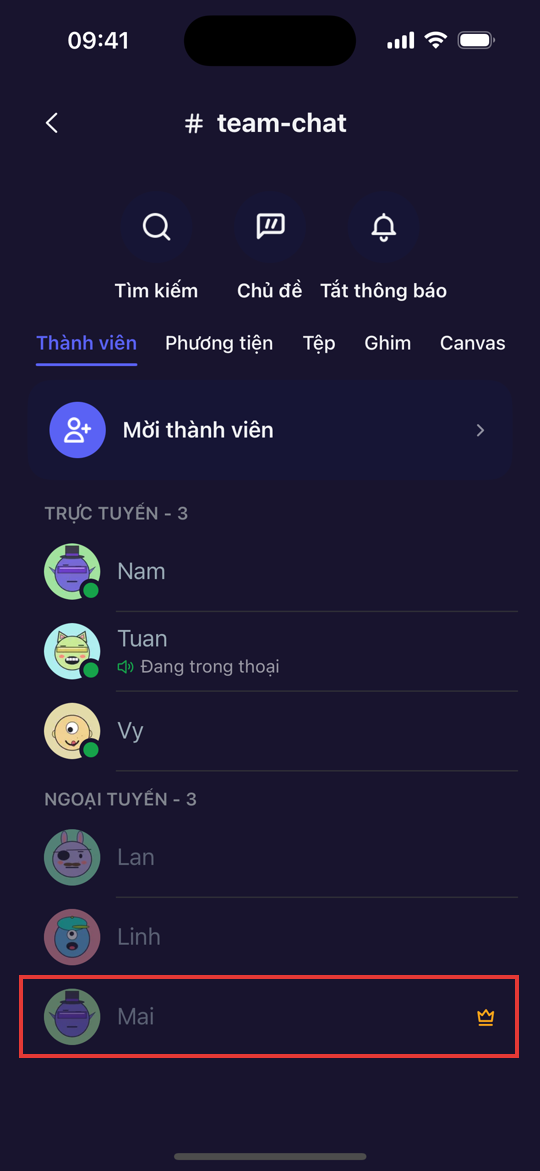 09:41
# team-chat
Tìm kiếm Chủ đề Tắt thông báo
Thành viên Phương tiện Tệp Ghim Canvas
Mời thành viên
TRỰC TUYẾN - 3
Nam
Tuan
Đang trong thoại
Vy
NGOẠI TUYẾN - 3
Lan
Linh
Mai